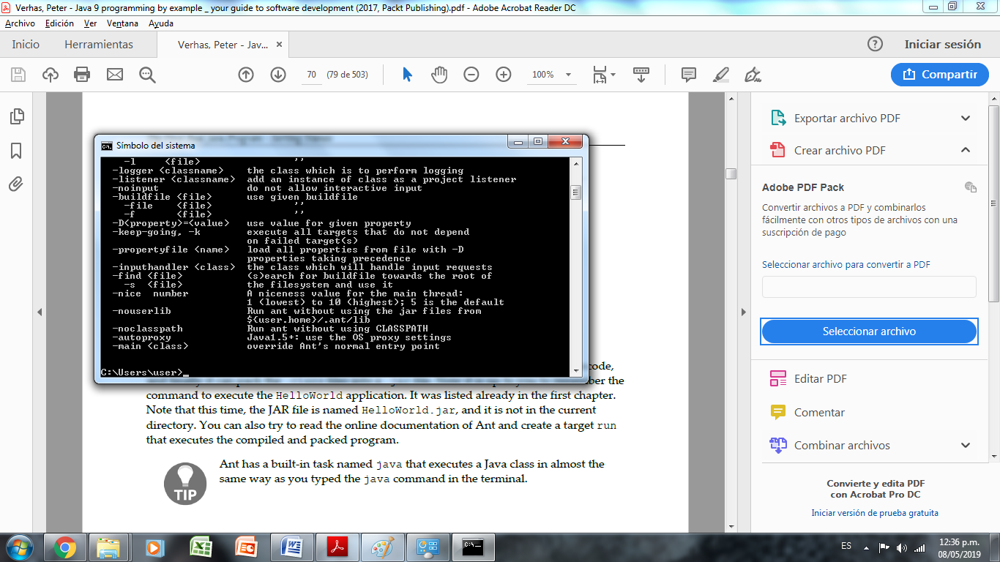 Verhas, Peter - Java 9 programming by example _ your guide to software development (2017, Packt Publishing).pdf - Adobe Acrobat Reader DC
Archivo Edición Ver Ventana Ayuda
Inicio Herramientas Verhas, Peter - Jav... × Iniciar sesión
70 (79 de 503) 100% Compartir
Símbolo del sistema
-l <file> ''
-logger <classname> the class which is to perform logging
-listener <classname> add an instance of class as a project listener
-noinput do not allow interactive input
-buildfile <file> use given buildfile
-file <file> ''
-f <file> ''
-D<property>=<value> use value for given property
-keep-going, -k execute all targets that do not depend
on failed target(s)
-propertyfile <name> load all properties from file with -D
properties taking precedence
-inputhandler <class> the class which will handle input requests
-find <file> (s)earch for buildfile towards the root of
-s <file> the filesystem and use it
-nice number A niceness value for the main thread:
1 (lowest) to 10 (highest); 5 is the default
-nouserlib Run ant without using the jar files from
${user.home}/.ant/lib
-noclasspath Run ant without using CLASSPATH
-autoproxy Java1.5+: use the OS proxy settings
-main <class> override Ant's normal entry point
C:\Users\user>_
code,
command to execute the HelloWorld application. It was listed already in the first chapter.
Note that this time, the JAR file is named HelloWorld.jar, and it is not in the current
directory. You can also try to read the online documentation of Ant and create a target run
that executes the compiled and packed program.
TIP
Ant has a built-in task named java that executes a Java class in almost the
same way as you typed the java command in the terminal.
Exportar archivo PDF
Crear archivo PDF
Adobe PDF Pack
Convertir archivos a PDF y combinarlos
fácilmente con otros tipos de archivos con una
suscripción de pago
Seleccionar archivo para convertir a PDF
Seleccionar archivo
Editar PDF
Comentar
Combinar archivos
Convierte y edita PDF
con Acrobat Pro DC
Iniciar versión de prueba gratuita
ES 12:36 p.m.
08/05/2019